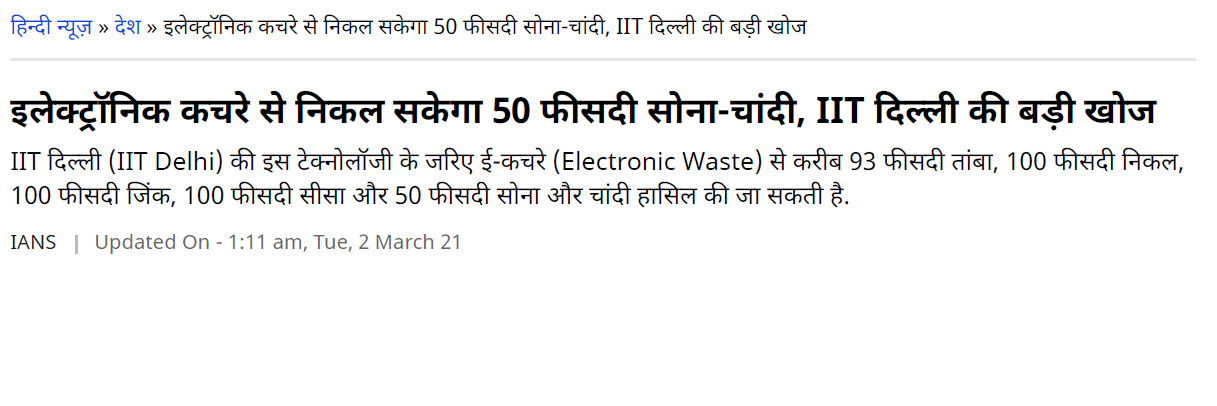 हिन्दी न्यूज़ » देश » इलेक्ट्रॉनिक कचरे से निकल सकेगा 50 फीसदी सोना-चांदी, IIT दिल्ली की बड़ी खोज
इलेक्ट्रॉनिक कचरे से निकल सकेगा 50 फीसदी सोना-चांदी, IIT दिल्ली की बड़ी खोज
IIT दिल्ली (IIT Delhi) की इस टेक्नोलॉजी के जरिए ई-कचरे (Electronic Waste) से करीब 93 फीसदी तांबा, 100 फीसदी निकल,
100 फीसदी जिंक, 100 फीसदी सीसा और 50 फीसदी सोना और चांदी हासिल की जा सकती है.
IANS | Updated On - 1:11 am, Tue, 2 March 21